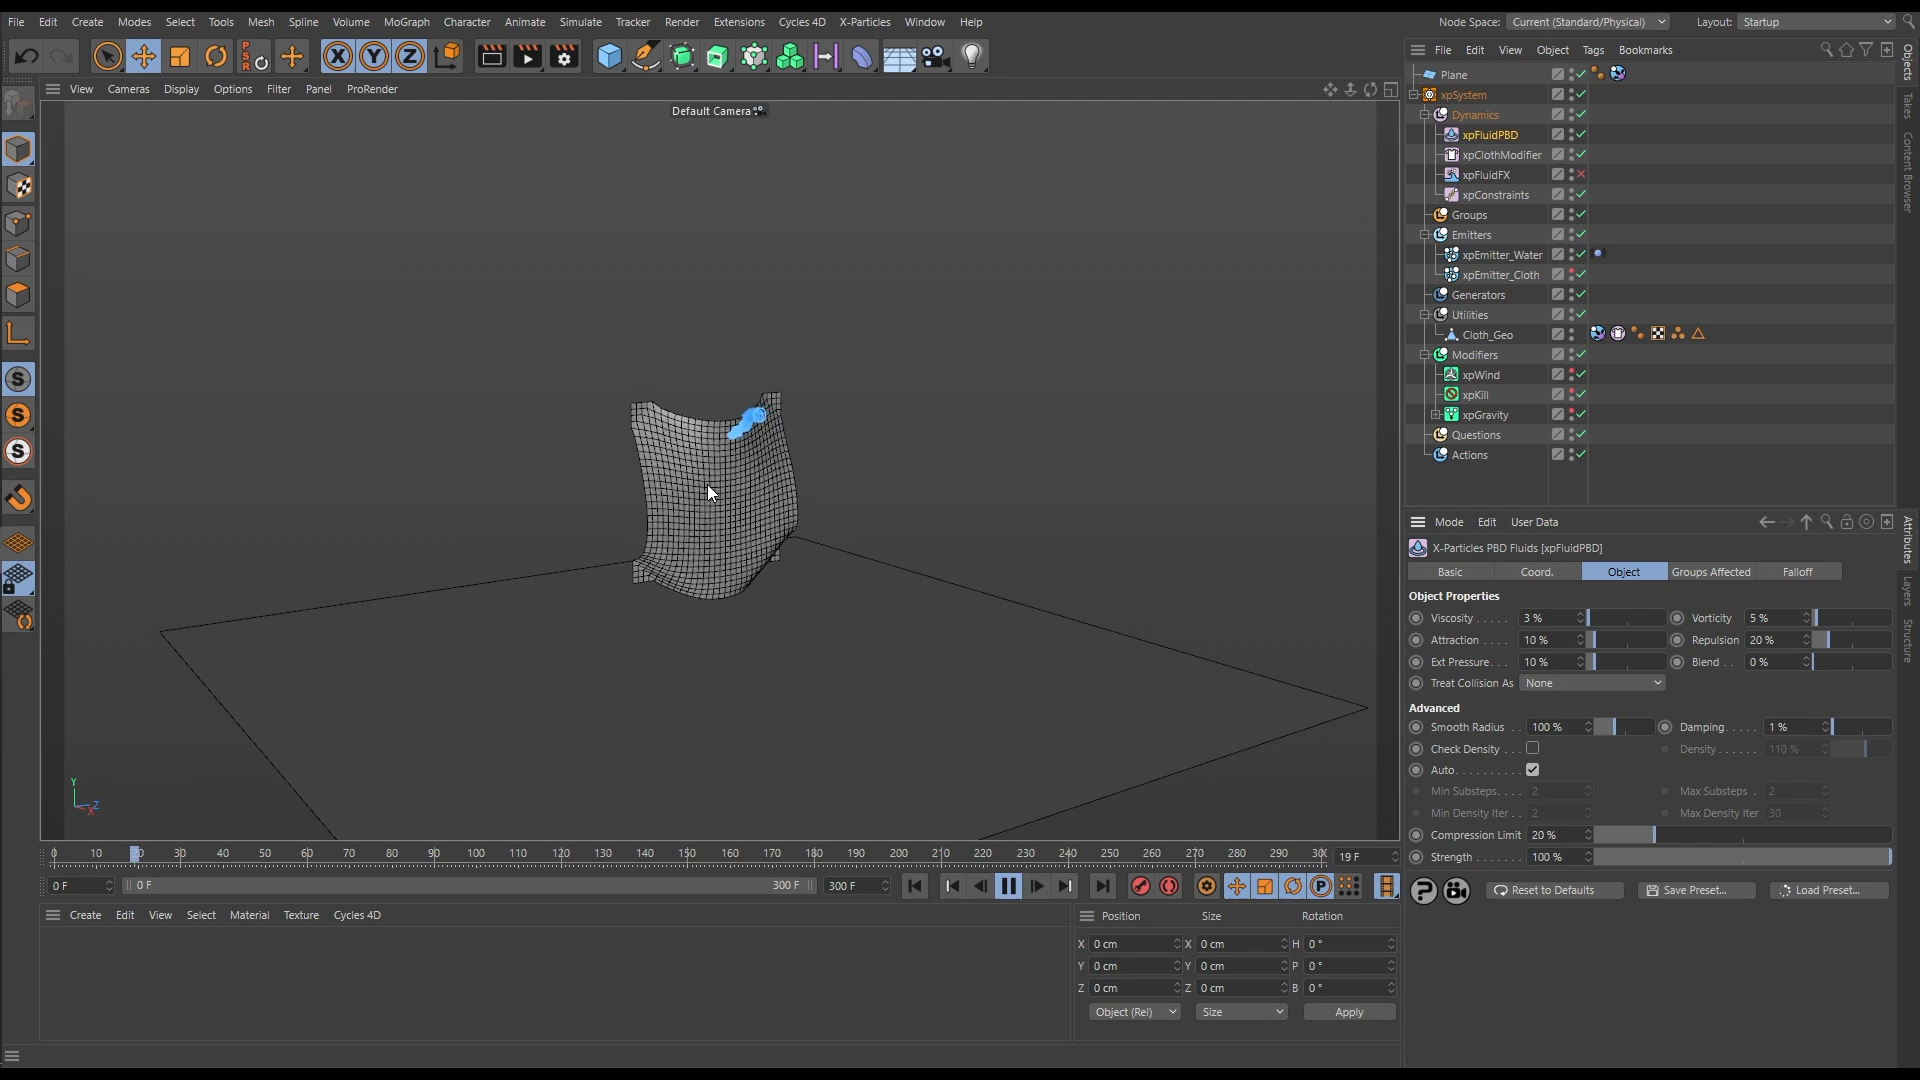 File Edit Create Modes Select Tools Mesh Spline Volume MoGraph Character Animate Simulate Tracker Render Extensions Cycles 4D X-Particles Window Help
Node Space: Current (Standard/Physical) Layout: Startup
PSR X Y Z
File Edit View Object Tags Bookmarks
View Cameras Display Options Filter Panel ProRender
Default Camera
Plane
xpSystem
Dynamics
xpFluidPBD
xpClothModifier
xpFluidFX
xpConstraints
Groups
Emitters
xpEmitter_Water
xpEmitter_Cloth
Generators
Utilities
Cloth_Geo
Modifiers
xpWind
xpKill
xpGravity
Questions
Actions
Objects
Takes
Content Browser
Mode Edit User Data
X-Particles PBD Fluids [xpFluidPBD]
Basic Coord. Object Groups Affected Falloff
Object Properties
Viscosity . . . . . 3 % Vorticity 5 %
Attraction . . . . 10 % Repulsion 20 %
Ext Pressure. . . 10 % Blend . . 0 %
Treat Collision As None
Advanced
Smooth Radius . . 100 % Damping. . . . . 1 %
Check Density . . . Density. . . . . . 110 %
Auto. . . . . . . . . .
Min Substeps. . . . 2 Max Substeps . 2
Min Density Iter . . 2 Max Density Iter 30
Compression Limit 20 %
Strength . . . . . . . 100 %
Reset to Defaults Save Preset... Load Preset...
Attributes
Layers
Structure
Y
Z
X
0 10 20 30 40 50 60 70 80 90 100 110 120 130 140 150 160 170 180 190 200 210 220 230 240 250 260 270 280 290 30 19 F
0 F 0 F 300 F 300 F
P
Create Edit View Select Material Texture Cycles 4D
Position Size Rotation
X 0 cm X 0 cm H 0 °
Y 0 cm Y 0 cm P 0 °
Z 0 cm Z 0 cm B 0 °
Object (Rel) Size Apply